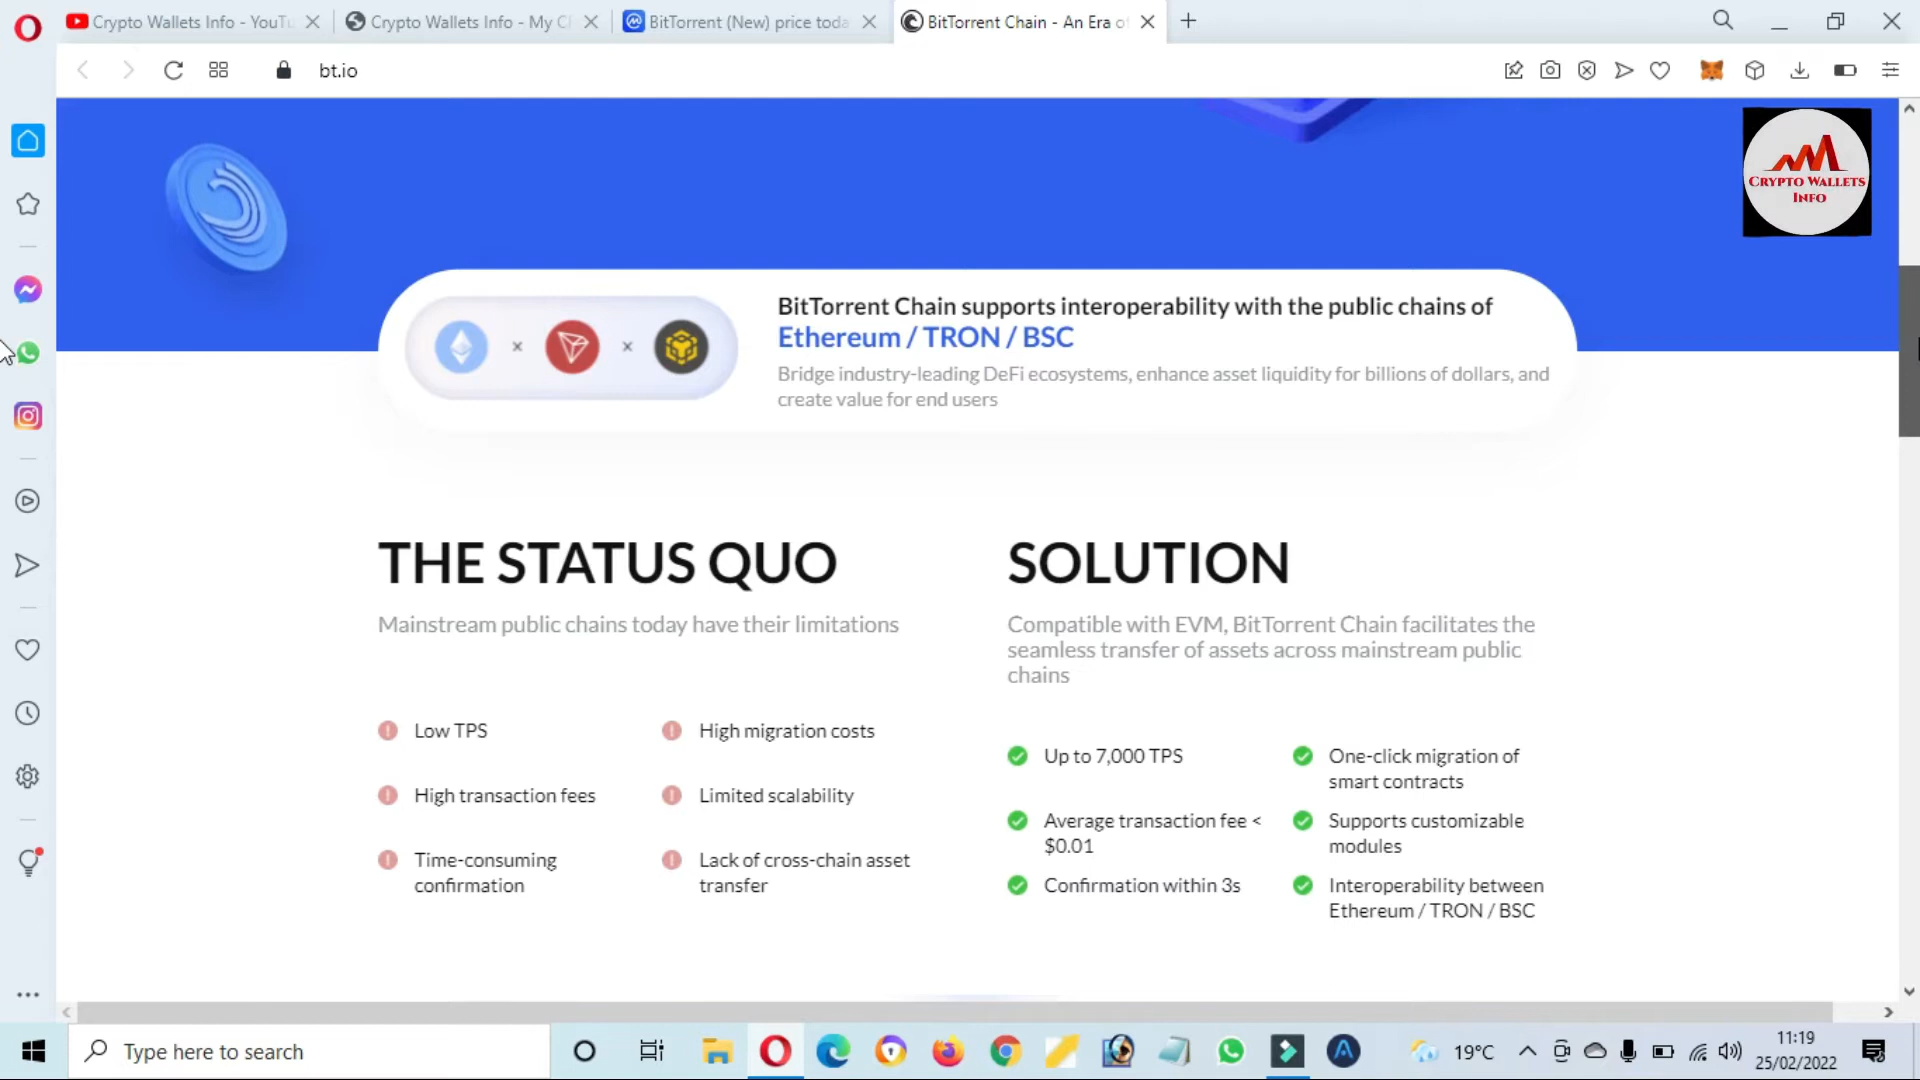 Crypto Wallets Info - YouTu
Crypto Wallets Info - My C
BitTorrent (New) price toda
BitTorrent Chain - An Era o
bt.io
CRYPTO WALLETS
INFO
BitTorrent Chain supports interoperability with the public chains of
Ethereum / TRON / BSC
Bridge industry-leading DeFi ecosystems, enhance asset liquidity for billions of dollars, and
create value for end users
THE STATUS QUO
Mainstream public chains today have their limitations
Low TPS
High migration costs
High transaction fees
Limited scalability
Time-consuming
confirmation
Lack of cross-chain asset
transfer
SOLUTION
Compatible with EVM, BitTorrent Chain facilitates the
seamless transfer of assets across mainstream public
chains
Up to 7,000 TPS
One-click migration of
smart contracts
Average transaction fee <
$0.01
Supports customizable
modules
Confirmation within 3s
Interoperability between
Ethereum / TRON / BSC
Type here to search
19°C
11:19
25/02/2022